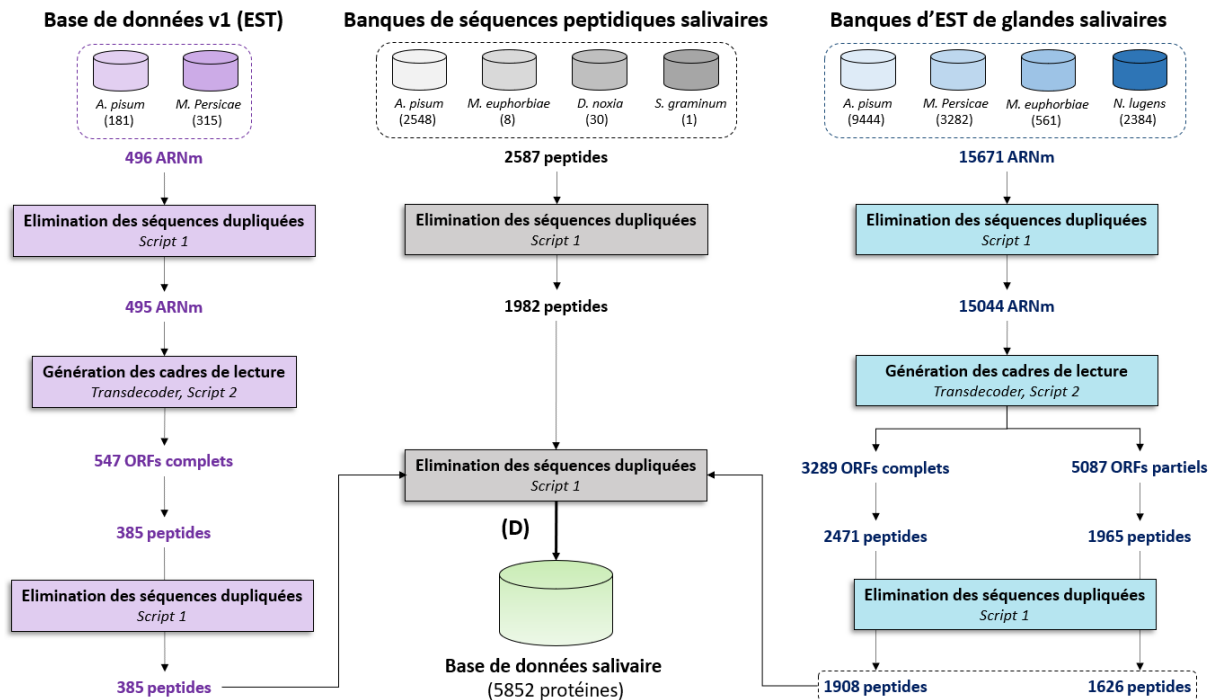 Base de données v1 (EST)
A. pisum
(181)
M. Persicae
(315)
496 ARNm
Elimination des séquences dupliquées
Script 1
495 ARNm
Génération des cadres de lecture
Transdecoder, Script 2
547 ORFs complets
385 peptides
Elimination des séquences dupliquées
Script 1
385 peptides
Banques de séquences peptidiques salivaires
A. pisum
(2548)
M. euphorbiae
(8)
D. noxia
(30)
S. graminum
(1)
2587 peptides
Elimination des séquences dupliquées
Script 1
1982 peptides
Elimination des séquences dupliquées
Script 1
(D)
Base de données salivaire
(5852 protéines)
Banques d’EST de glandes salivaires
A. pisum
(9444)
M. Persicae
(3282)
M. euphorbiae
(561)
N. lugens
(2384)
15671 ARNm
Elimination des séquences dupliquées
Script 1
15044 ARNm
Génération des cadres de lecture
Transdecoder, Script 2
3289 ORFs complets
5087 ORFs partiels
2471 peptides
1965 peptides
Elimination des séquences dupliquées
Script 1
1908 peptides
1626 peptides